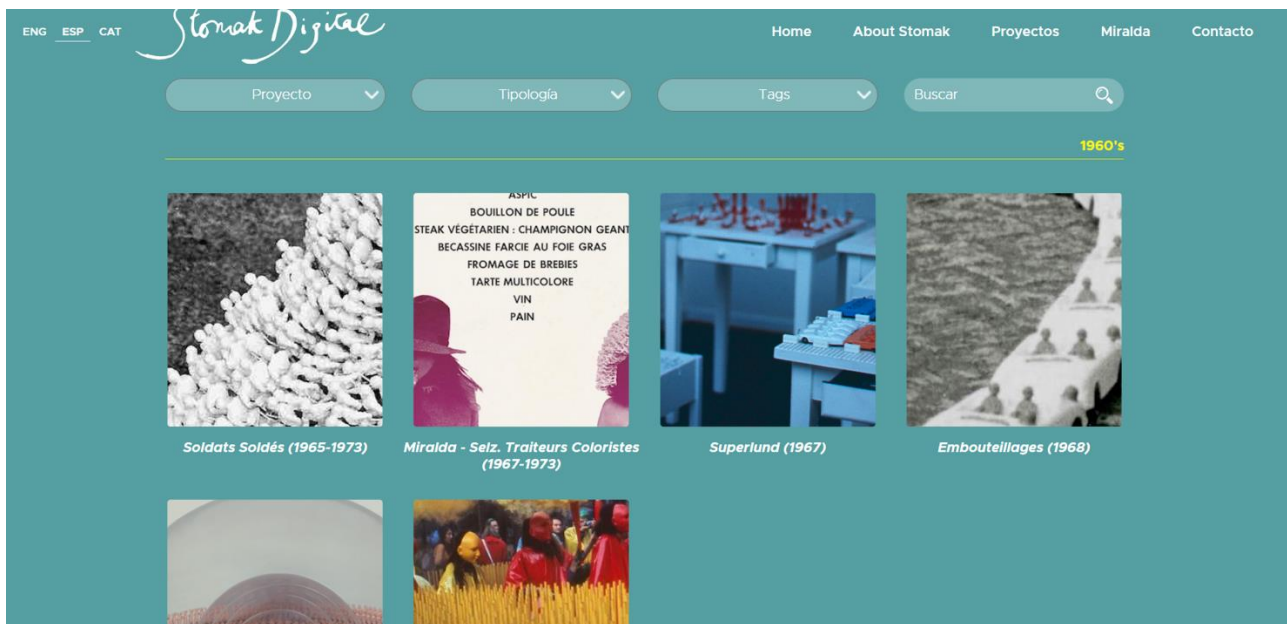 ENG ESP CAT
Stomak Digital
Home About Stomak Proyectos Miralda Contacto
Proyecto
Tipología
Tags
Buscar
1960's
ASPIC
BOUILLON DE POULE
STEAK VÉGÉTARIEN : CHAMPIGNON GEANT
BECASSINE FARCIE AU FOIE GRAS
FROMAGE DE BREBIES
TARTE MULTICOLORE
VIN
PAIN
Soldats Soldés (1965-1973)
Miralda - Selz. Traiteurs Coloristes
(1967-1973)
Superlund (1967)
Embouteillages (1968)